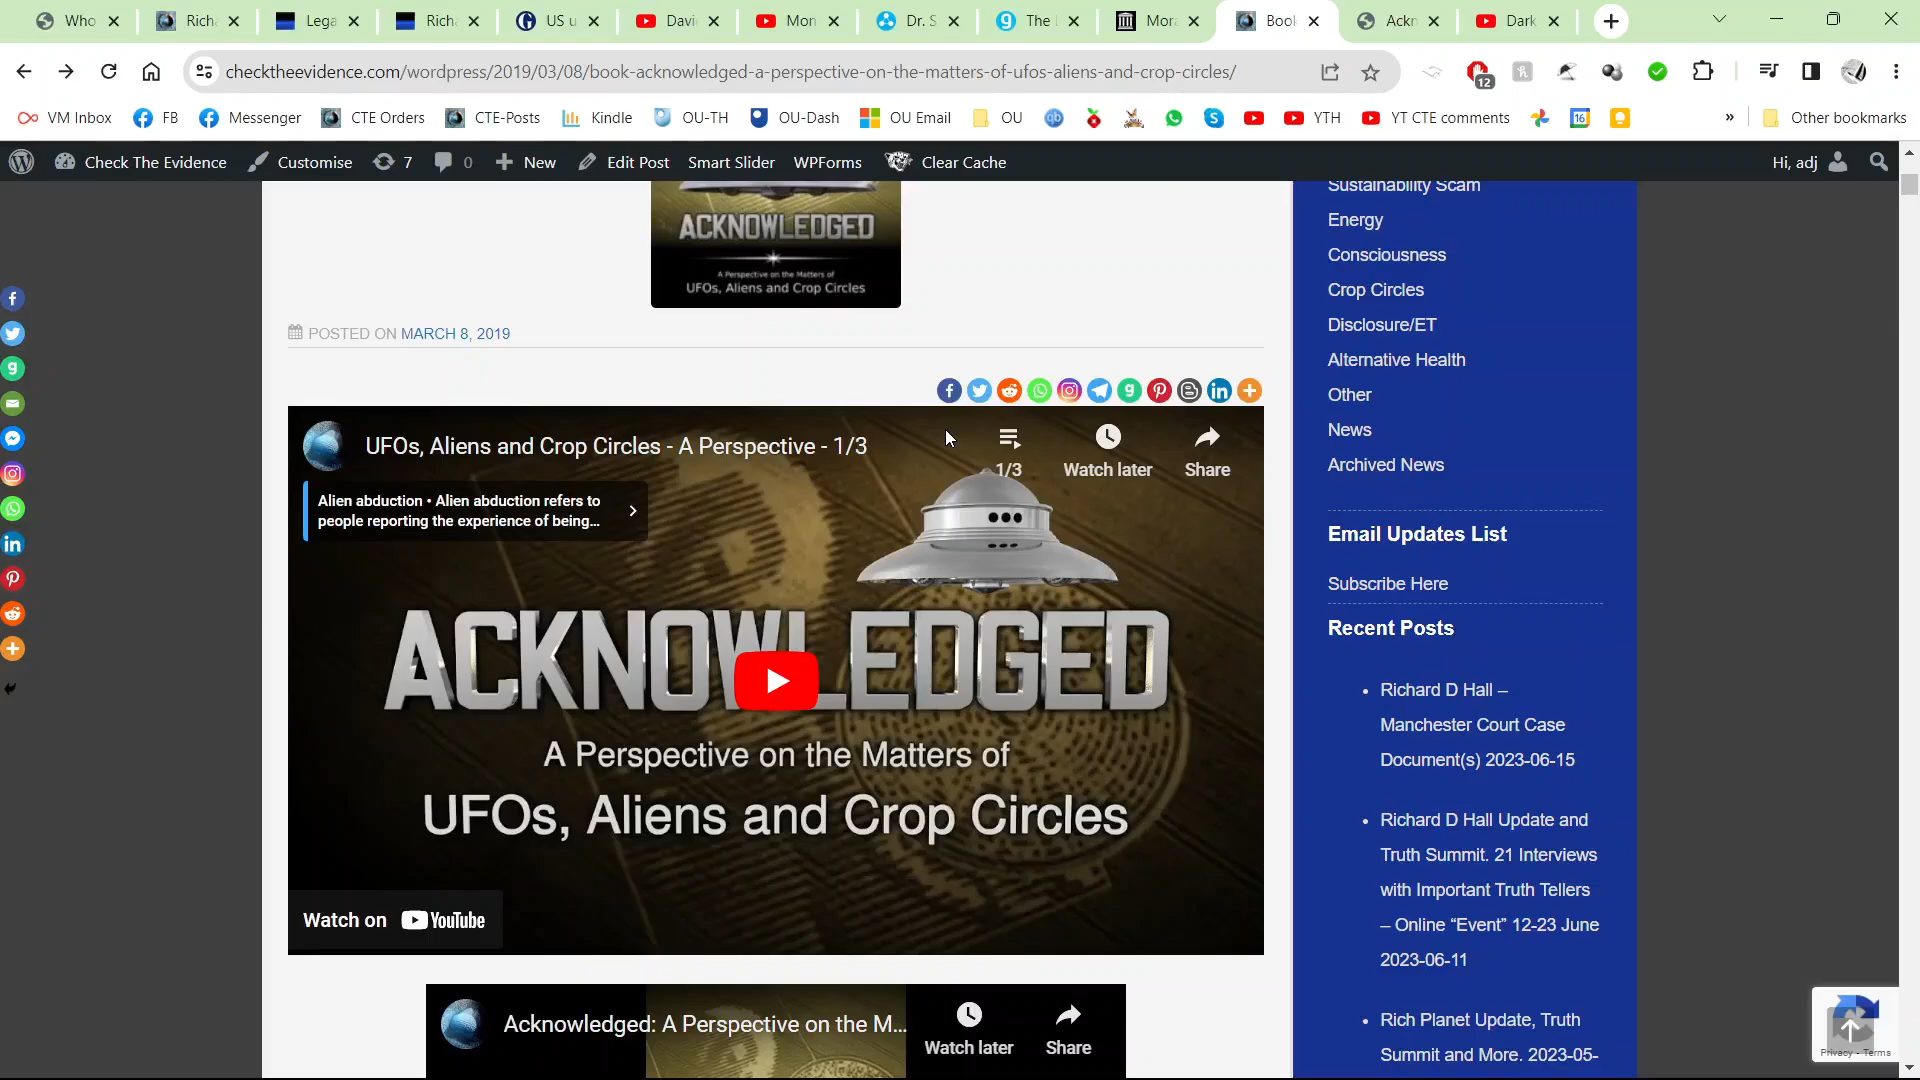 Who
Rich
Lega
Rich
US u
Davi
Mon
Dr. S
The
Mora
Book
Ackn
Dark
checktheevidence.com/wordpress/2019/03/08/book-acknowledged-a-perspective-on-the-matters-of-ufos-aliens-and-crop-circles/
12
VM Inbox
FB
Messenger
CTE Orders
CTE-Posts
Kindle
OU-TH
OU-Dash
OU Email
OU
YTH
YT CTE comments
16
»
Other bookmarks
Check The Evidence
Customise
7
0
New
Edit Post
Smart Slider
WPForms
Clear Cache
Hi, adj
ACKNOWLEDGED
A Perspective on the Matters of
UFOs, Aliens and Crop Circles
POSTED ON MARCH 8, 2019
UFOs, Aliens and Crop Circles - A Perspective - 1/3
1/3
Watch later
Share
Alien abduction • Alien abduction refers to
people reporting the experience of being...
ACKNOWLEDGED
A Perspective on the Matters of
UFOs, Aliens and Crop Circles
Watch on YouTube
Acknowledged: A Perspective on the M...
Watch later
Share
Sustainability Scam
Energy
Consciousness
Crop Circles
Disclosure/ET
Alternative Health
Other
News
Archived News
Email Updates List
Subscribe Here
Recent Posts
Richard D Hall –
Manchester Court Case
Document(s) 2023-06-15
Richard D Hall Update and
Truth Summit. 21 Interviews
with Important Truth Tellers
– Online “Event” 12-23 June
2023-06-11
Rich Planet Update, Truth
Summit and More. 2023-05-
Privacy - Terms